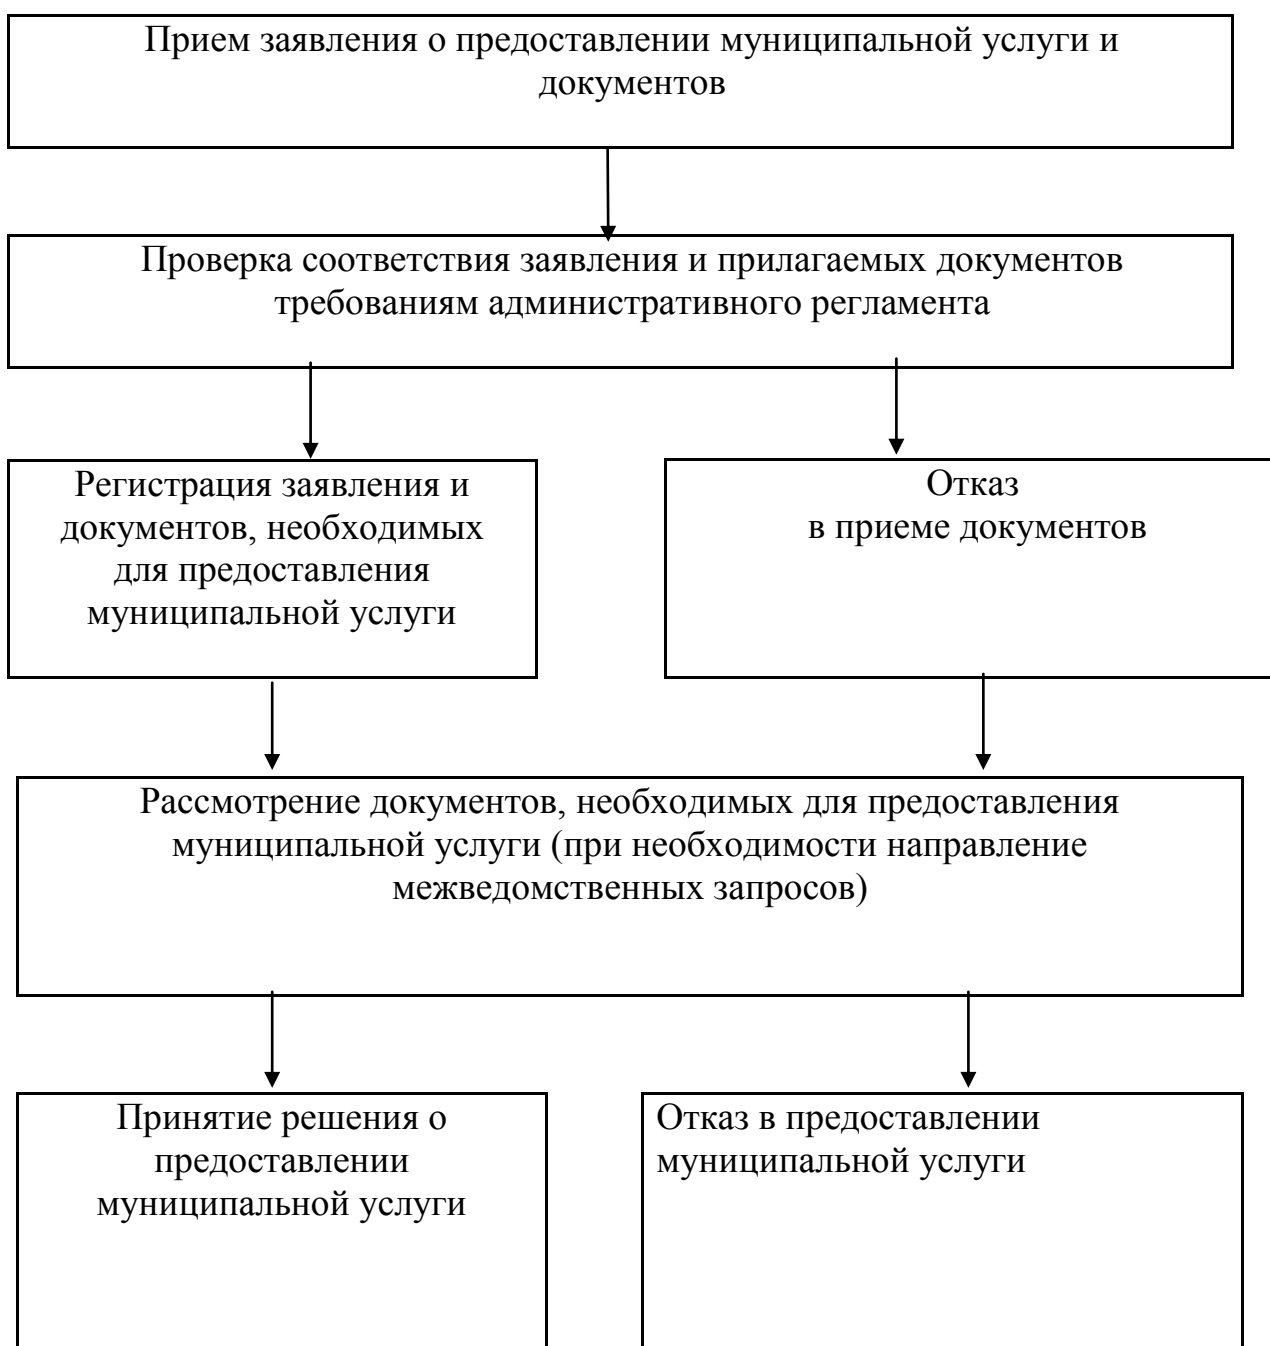 Прием заявления о предоставлении муниципальной услуги и
документов
Проверка соответствия заявления и прилагаемых документов
требованиям административного регламента
Регистрация заявления и
документов, необходимых
для предоставления
муниципальной услуги
Отказ
в приеме документов
Рассмотрение документов, необходимых для предоставления
муниципальной услуги (при необходимости направление
межведомственных запросов)
Принятие решения о
предоставлении
муниципальной услуги
Отказ в предоставлении
муниципальной услуги